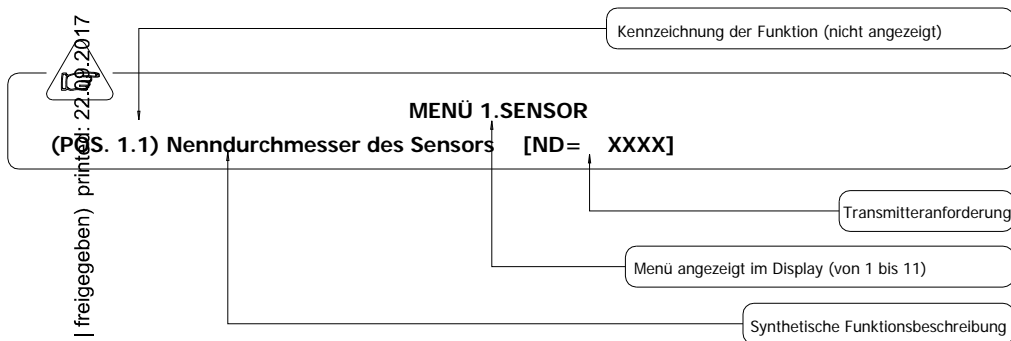 Kennzeichnung der Funktion (nicht angezeigt)
MENÜ 1.SENSOR
(POS. 1.1) Nenndurchmesser des Sensors [ND= XXXX]
Transmitteranforderung
Menü angezeigt im Display (von 1 bis 11)
Synthetische Funktionsbeschreibung
| freigegeben) printed: 22.09.2017